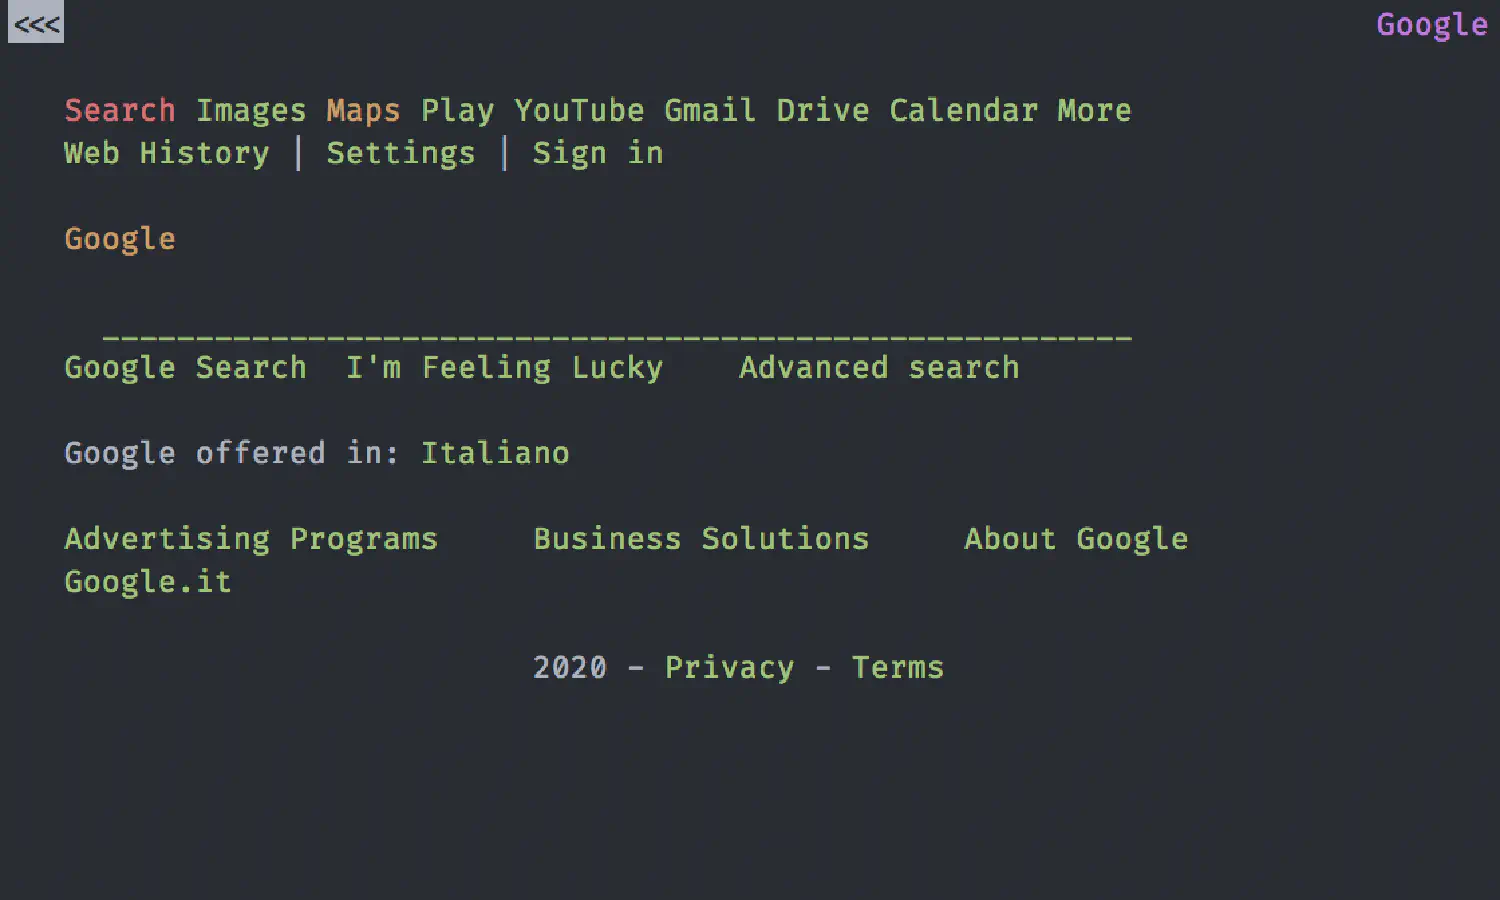 <<< Google
Search Images Maps Play YouTube Gmail Drive Calendar More
Web History | Settings | Sign in
Google
_______________________________________________________
Google Search I'm Feeling Lucky Advanced search
Google offered in: Italiano
Advertising Programs Business Solutions About Google
Google.it
2020 - Privacy - Terms